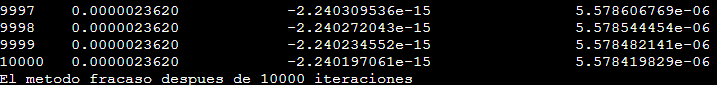 9997 0.0000023620 -2.240309536e-15 5.578606769e-06
9998 0.0000023620 -2.240272043e-15 5.578544454e-06
9999 0.0000023620 -2.240234552e-15 5.578482141e-06
10000 0.0000023620 -2.240197061e-15 5.578419829e-06
El metodo fracaso despues de 10000 iteraciones